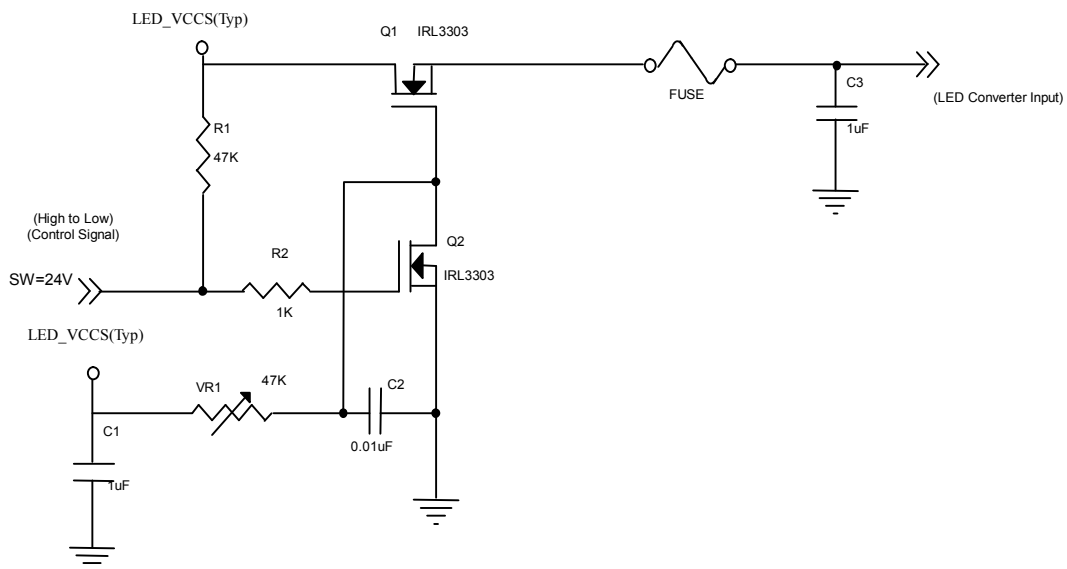 LED_VCCS(Typ)
Q1 IRL3303
FUSE
C3
1uF
(LED Converter Input)
R1
47K
(High to Low)
(Control Signal)
SW=24V
R2
1K
Q2
IRL3303
LED_VCCS(Typ)
VR1
47K
C2
0.01uF
C1
1uF